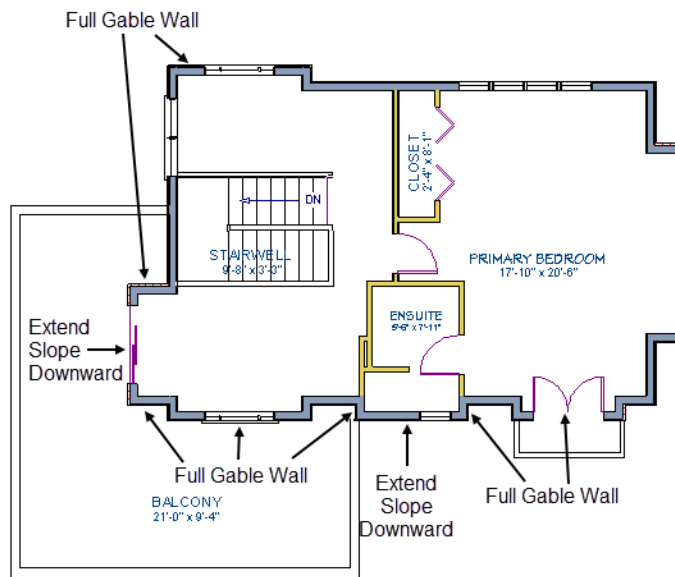 Full Gable Wall
CLOSET
2'-4" x 8'-1"
DN
STAIRWELL
9'-8" x 3'-3"
PRIMARY BEDROOM
17'-10" x 20'-6"
ENSUITE
5'-6" x 7'-11"
Extend
Slope
Downward
Full Gable Wall
Extend
Slope
Downward
Full Gable Wall
BALCONY
21'-0" x 9'-4"